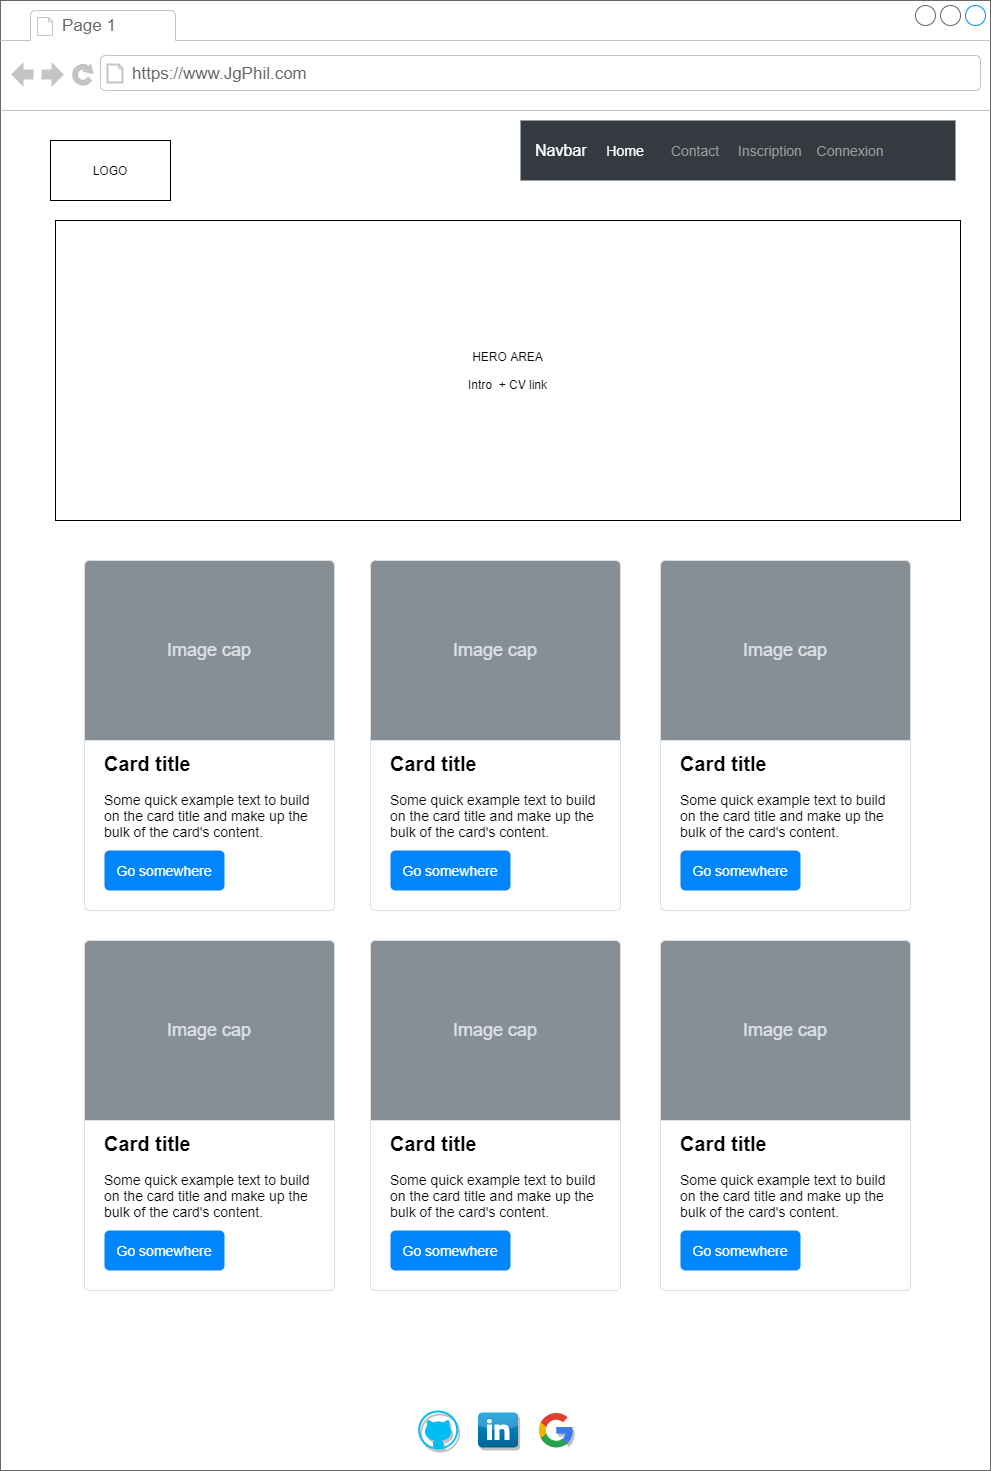 Page 1
https://www.JgPhil.com
LOGO
Navbar Home Contact Inscription Connexion
HERO AREA
Intro + CV link
Image cap
Card title
Some quick example text to build
on the card title and make up the
bulk of the card's content.
Go somewhere
Image cap
Card title
Some quick example text to build
on the card title and make up the
bulk of the card's content.
Go somewhere
Image cap
Card title
Some quick example text to build
on the card title and make up the
bulk of the card's content.
Go somewhere
Image cap
Card title
Some quick example text to build
on the card title and make up the
bulk of the card's content.
Go somewhere
Image cap
Card title
Some quick example text to build
on the card title and make up the
bulk of the card's content.
Go somewhere
Image cap
Card title
Some quick example text to build
on the card title and make up the
bulk of the card's content.
Go somewhere
in
G